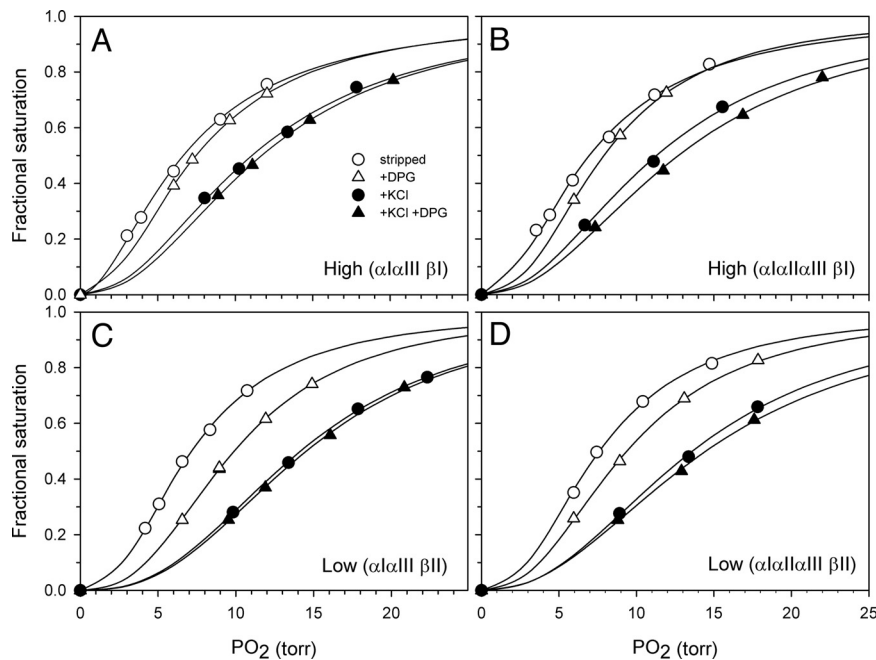 A
B
1.0
0.8
0.6
0.4
0.2
0.0
Fractional saturation
stripped
+DPG
+KCl
+KCl +DPG
High (αIαIII βI)
High (αIαIIαIII βI)
C
D
1.0
0.8
0.6
0.4
0.2
0.0
Fractional saturation
Low (αIαIII βII)
Low (αIαIIαIII βII)
0 5 10 15 20 0 5 10 15 20 25
PO2 (torr) PO2 (torr)